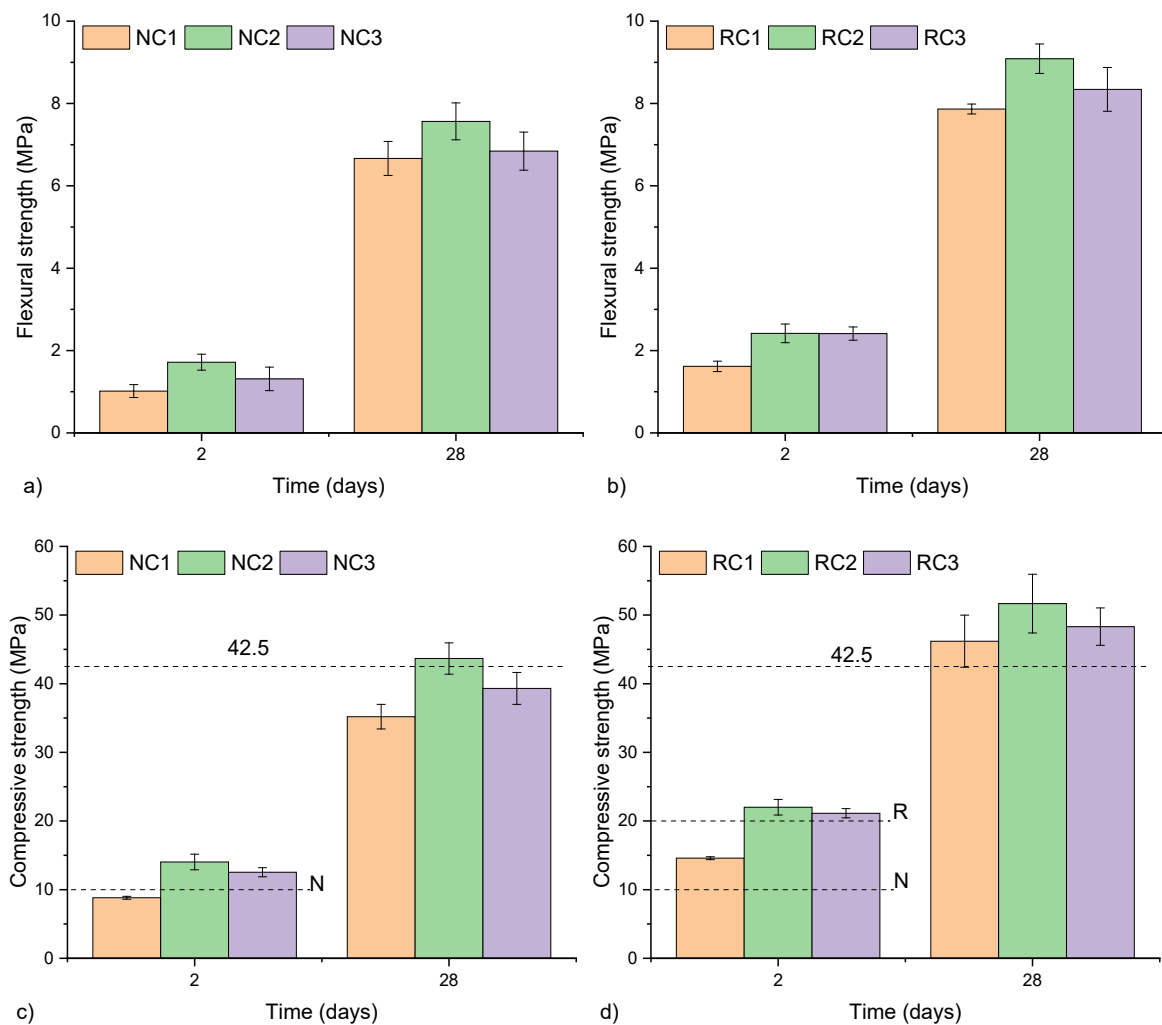 NC1 NC2 NC3
Flexural strength (MPa)
10
8
6
4
2
0
2 28
a) Time (days)
RC1 RC2 RC3
Flexural strength (MPa)
10
8
6
4
2
0
2 28
b) Time (days)
NC1 NC2 NC3
Compressive strength (MPa)
60
50
42.5
40
30
20
10
N
0
2 28
c) Time (days)
RC1 RC2 RC3
Compressive strength (MPa)
60
50
42.5
40
30
20
R
10
N
0
2 28
d) Time (days)